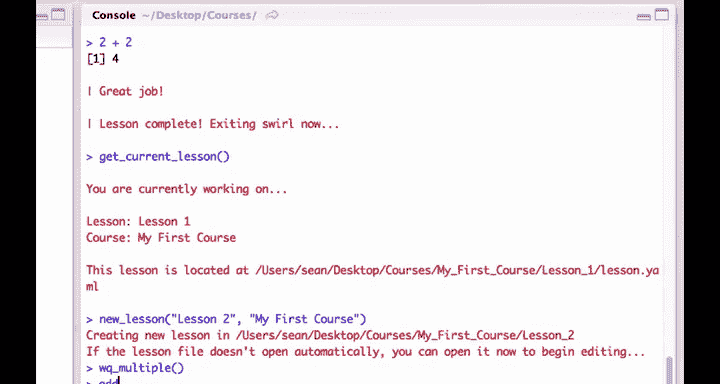 Console ~/Desktop/Courses/
> 2 + 2
[1] 4
| Great job!
| Lesson complete! Exiting swirl now...
> get_current_lesson()
You are currently working on...
Lesson: Lesson 1
Course: My First Course
This lesson is located at /Users/sean/Desktop/Courses/My_First_Course/Lesson_1/lesson.ya
ml
> new_lesson("Lesson 2", "My First Course")
Creating new lesson in /Users/sean/Desktop/Courses/My_First_Course/Lesson_2
If the lesson file doesn't open automatically, you can open it now to begin editing...
> wq_multiple()
> add